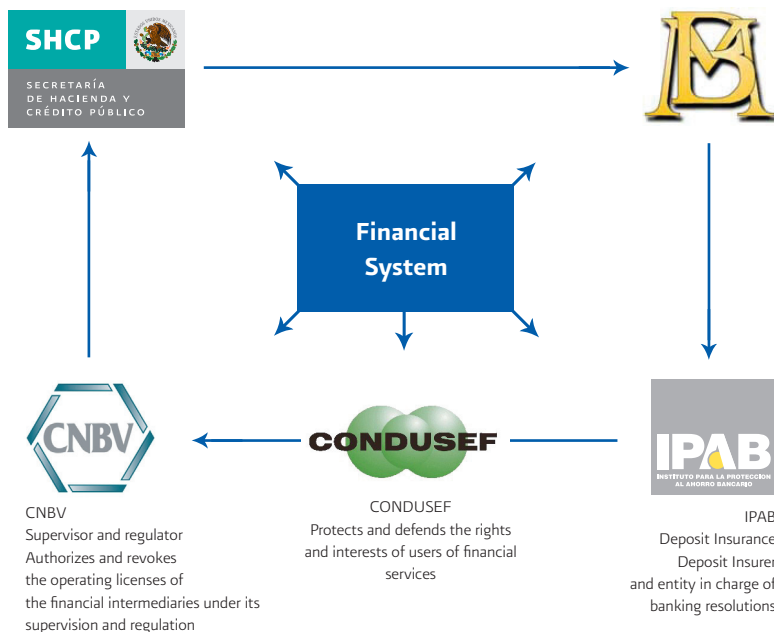 SHCP
SECRETARÍA
DE HACIENDA Y
CRÉDITO PÚBLICO
BM
Financial
System
CNBV
CONDUSEF
IPAB
INSTITUTO PARA LA PROTECCION
AL AHORRO BANCARIO
CNBV
Supervisor and regulator
Authorizes and revokes
the operating licenses of
the financial intermediaries under its
supervision and regulation
CONDUSEF
Protects and defends the rights
and interests of users of financial
services
IPAB
Deposit Insurance
Deposit Insurer
and entity in charge of
banking resolutions